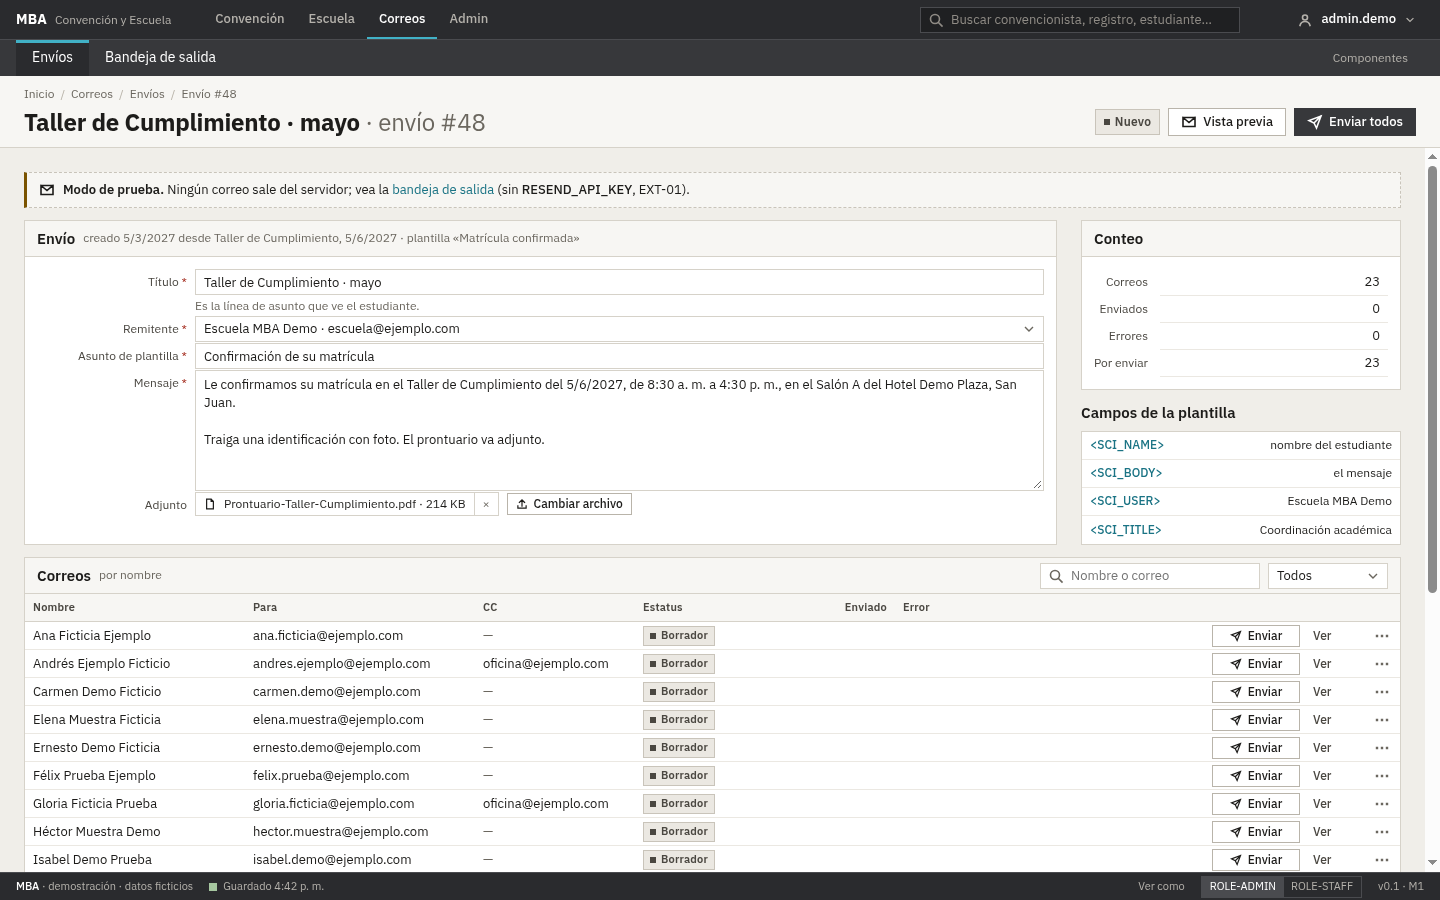 MBA Convención y Escuela Convención Escuela Correos Admin Buscar convencionista, registro, estudiante... admin.demo
Envíos Bandeja de salida Componentes
Inicio / Correos / Envíos / Envío #48
Taller de Cumplimiento · mayo · envío #48 Nuevo Vista previa Enviar todos
Modo de prueba. Ningún correo sale del servidor; vea la bandeja de salida (sin RESEND_API_KEY, EXT-01).
Envío creado 5/3/2027 desde Taller de Cumplimiento, 5/6/2027 · plantilla «Matrícula confirmada»
Título * Taller de Cumplimiento · mayo
Es la línea de asunto que ve el estudiante.
Remitente * Escuela MBA Demo · escuela@ejemplo.com
Asunto de plantilla * Confirmación de su matrícula
Mensaje * Le confirmamos su matrícula en el Taller de Cumplimiento del 5/6/2027, de 8:30 a. m. a 4:30 p. m., en el Salón A del Hotel Demo Plaza, San
Juan.
Traiga una identificación con foto. El prontuario va adjunto.
Adjunto Prontuario-Taller-Cumplimiento.pdf · 214 KB × Cambiar archivo
Conteo
Correos 23
Enviados 0
Errores 0
Por enviar 23
Campos de la plantilla
<SCI_NAME> nombre del estudiante
<SCI_BODY> el mensaje
<SCI_USER> Escuela MBA Demo
<SCI_TITLE> Coordinación académica
Correos por nombre Nombre o correo Todos
Nombre Para CC Estatus Enviado Error
Ana Ficticia Ejemplo ana.ficticia@ejemplo.com — Borrador Enviar Ver ···
Andrés Ejemplo Ficticio andres.ejemplo@ejemplo.com oficina@ejemplo.com Borrador Enviar Ver ···
Carmen Demo Ficticio carmen.demo@ejemplo.com — Borrador Enviar Ver ···
Elena Muestra Ficticia elena.muestra@ejemplo.com — Borrador Enviar Ver ···
Ernesto Demo Ficticia ernesto.demo@ejemplo.com — Borrador Enviar Ver ···
Félix Prueba Ejemplo felix.prueba@ejemplo.com — Borrador Enviar Ver ···
Gloria Ficticia Prueba gloria.ficticia@ejemplo.com oficina@ejemplo.com Borrador Enviar Ver ···
Héctor Muestra Demo hector.muestra@ejemplo.com — Borrador Enviar Ver ···
Isabel Demo Prueba isabel.demo@ejemplo.com — Borrador Enviar Ver ···
MBA · demostración · datos ficticios Guardado 4:42 p. m. Ver como ROLE-ADMIN ROLE-STAFF v0.1 · M1